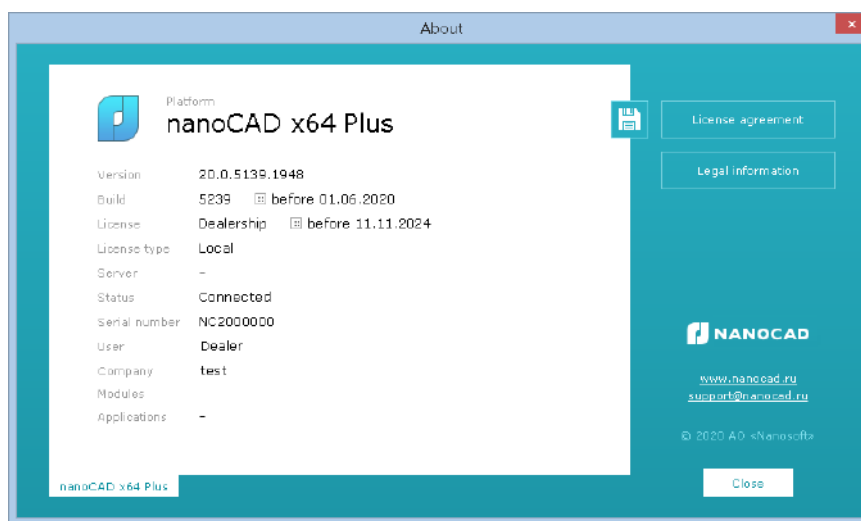 About
Platform
nanoCAD x64 Plus
Version 20.0.5139.1948
Build 5239 before 01.06.2020
License Dealership before 11.11.2024
License type Local
Server –
Status Connected
Serial number NC2000000
User Dealer
Company test
Modules
Applications –
nanoCAD x64 Plus
License agreement
Legal information
NANOCAD
www.nanocad.ru
support@nanocad.ru
© 2020 АО «Nanosoft»
Close